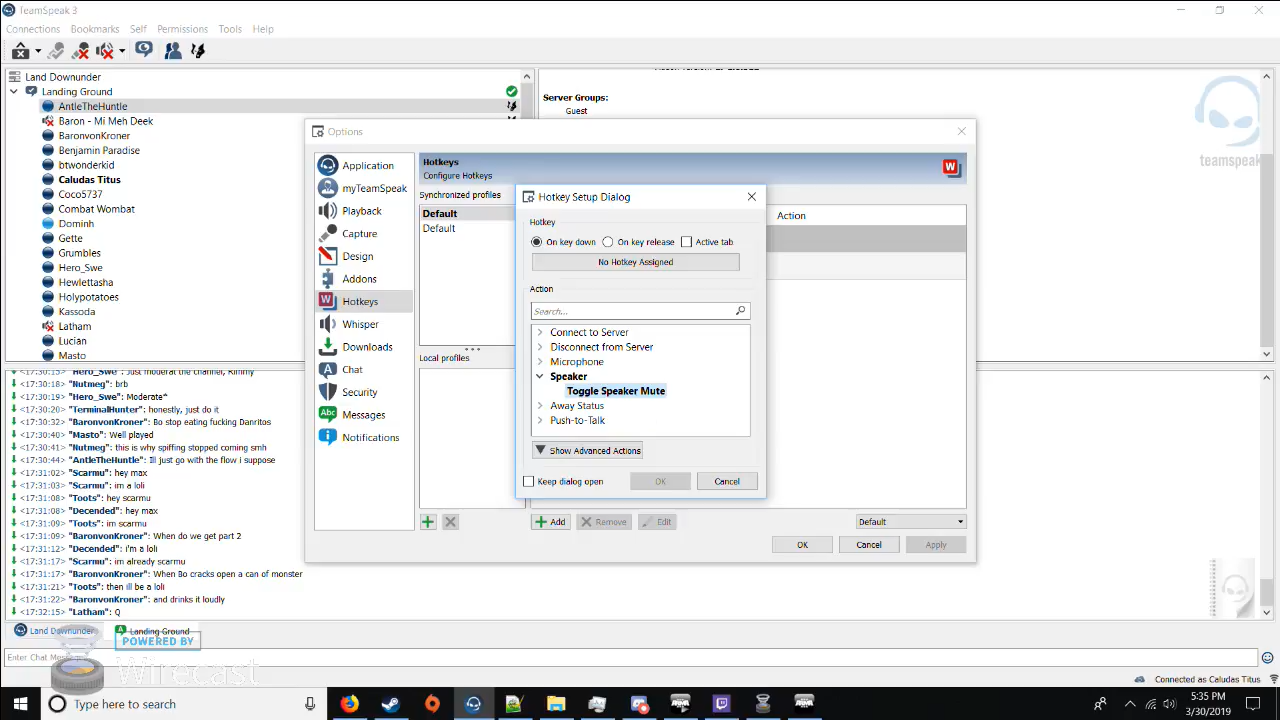 TeamSpeak 3
Connections Bookmarks Self Permissions Tools Help
Land Downunder
Landing Ground
AntleTheHuntle
Baron - Mi Meh Deek
BaronvonKroner
Benjamin Paradise
btwonderkid
Caludas Titus
Coco5737
Combat Wombat
Dominh
Gette
Grumbles
Hero_Swe
Hewlettassa
Holypotatoes
Kassoda
Latham
Lucian
Masto
Server Groups:
Guest
teamspeak
Options
Application
myTeamSpeak
Playback
Capture
Design
Addons
Hotkeys
Whisper
Downloads
Chat
Security
Messages
Notifications
Hotkeys
Configure Hotkeys
Synchronized profiles
Default
Default
Local profiles
Action
Hotkey Setup Dialog
Hotkey
On key down On key release Active tab
No Hotkey Assigned
Action
Search...
Connect to Server
Disconnect from Server
Microphone
Speaker
Toggle Speaker Mute
Away Status
Push-to-Talk
Show Advanced Actions
Keep dialog open OK Cancel
Add Remove Edit Default
OK Cancel Apply
<17:30:15> "Hero_Swe": Just moderat the channel, Rimmy
<17:30:16> "Nutmeg": brb
<17:30:19> "Hero_Swe": Moderate*
<17:30:20> "TerminalHunter": honestly, just do it
<17:30:32> "BaronvonKroner": Bo stop eating fucking Danritos
<17:30:40> "Masto": Well played
<17:30:41> "Nutmeg": this is why spiffing stopped coming smh
<17:30:44> "AntleTheHuntle": Ill just go with the flow i suppose
<17:31:02> "Scarmu": hey max
<17:31:03> "Scarmu": im a loli
<17:31:08> "Toots": hey scarmu
<17:31:08> "Decended": hey max
<17:31:09> "Toots": im scarmu
<17:31:09> "BaronvonKroner": When do we get part 2
<17:31:12> "Decended": i'm a loli
<17:31:17> "Scarmu": im already scarmu
<17:31:17> "BaronvonKroner": When Bo cracks open a can of monster
<17:31:21> "Toots": then ill be a loli
<17:31:22> "BaronvonKroner": and drinks it loudly
<17:32:15> "Latham": Q
Land Downunder Landing Ground
POWERED BY
Wirecast
Enter Chat Message
Connected as Caludas Titus
Type here to search
5:35 PM
3/30/2019